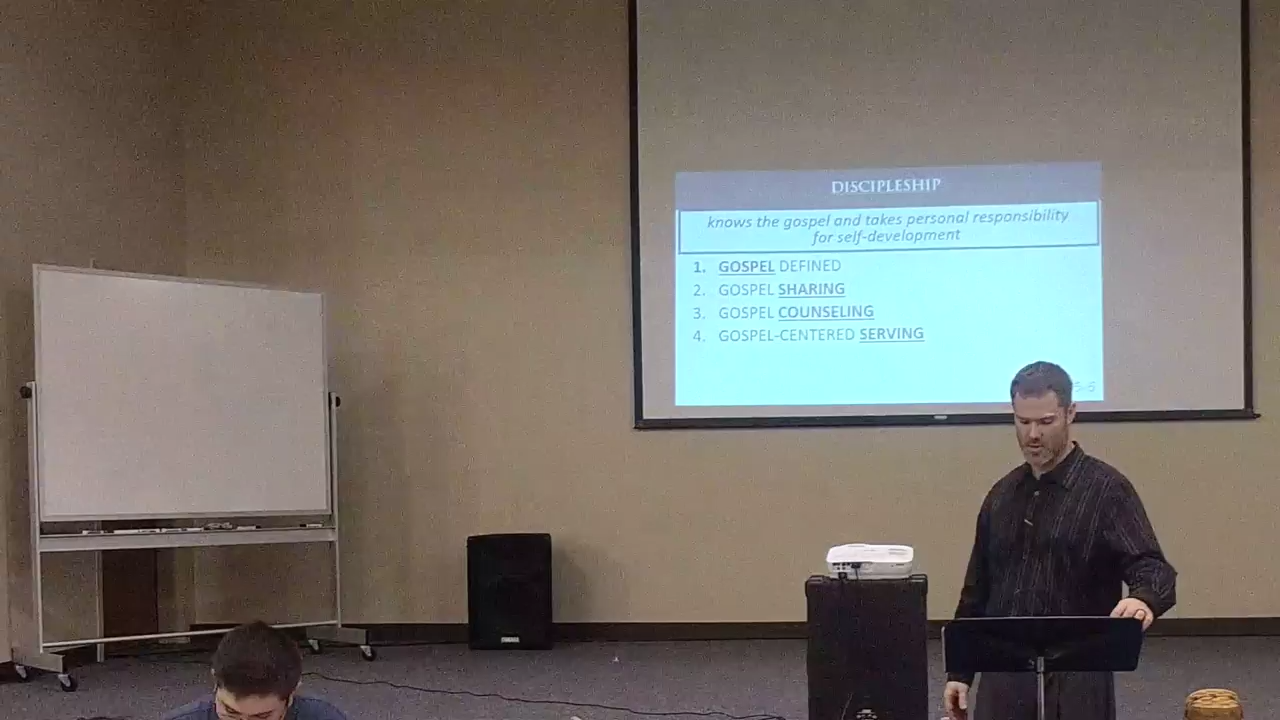 DISCIPLESHIP
knows the gospel and takes personal responsibility
for self-development
1. GOSPEL DEFINED
2. GOSPEL SHARING
3. GOSPEL COUNSELING
4. GOSPEL-CENTERED SERVING
YAMAHA